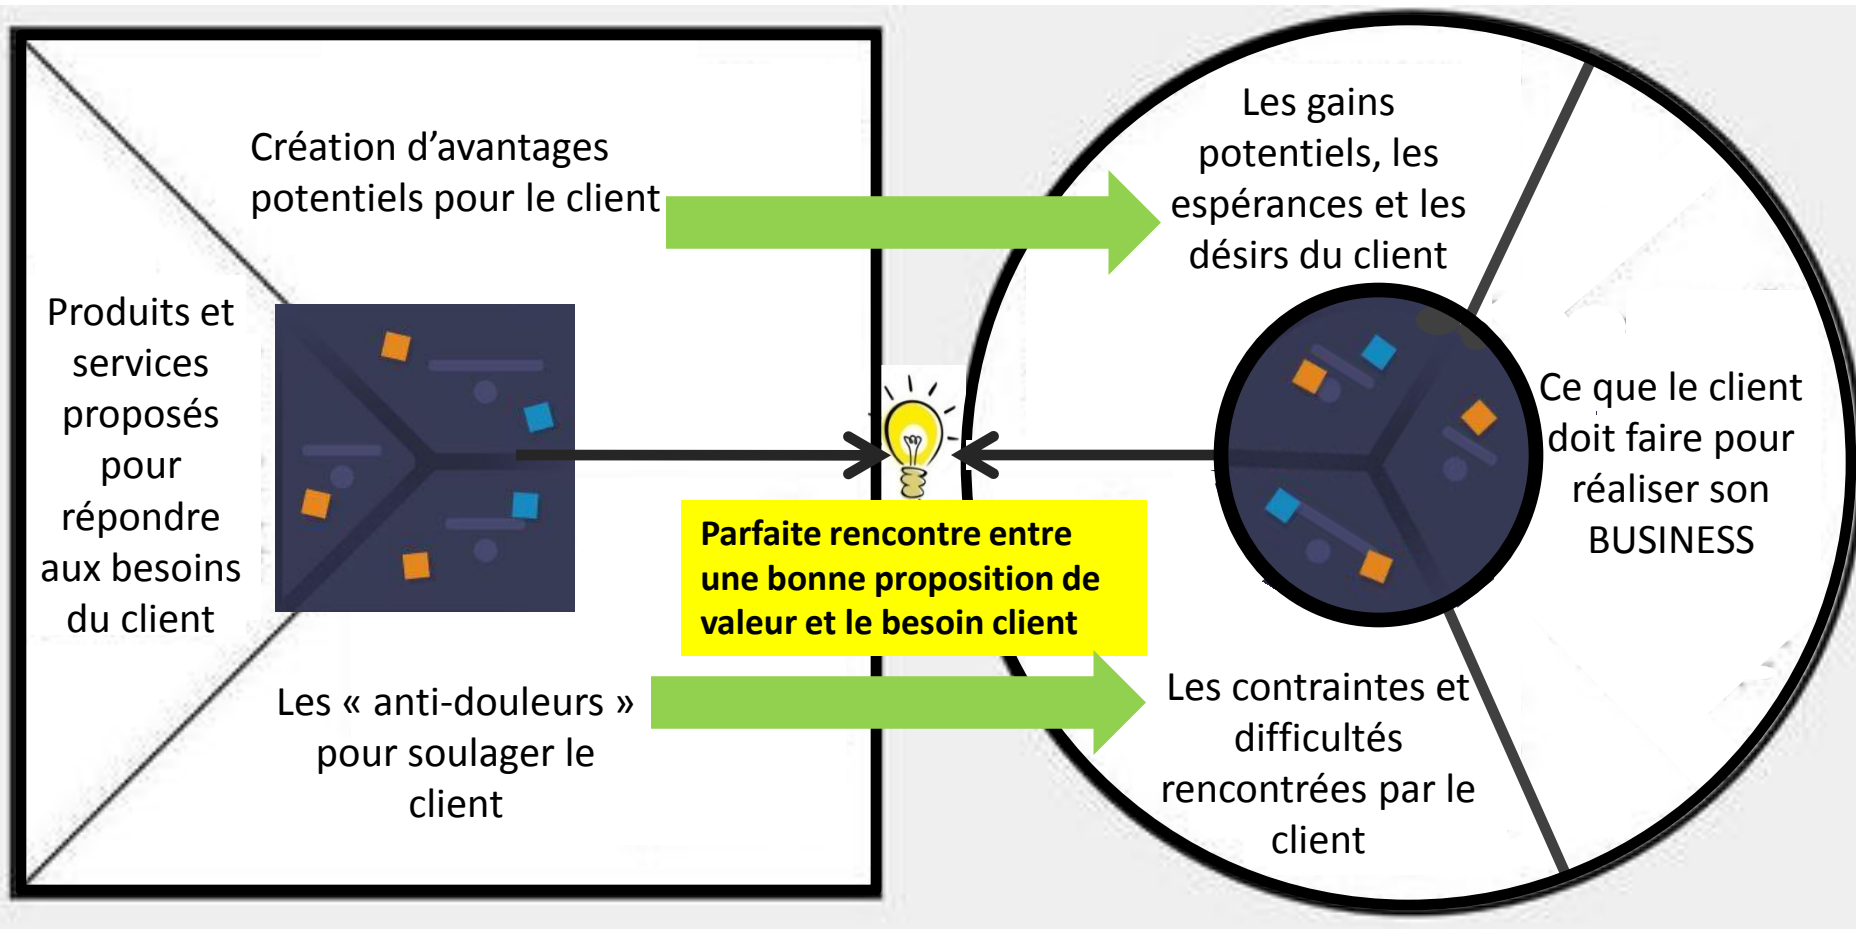 Création d’avantages
potentiels pour le client
Produits et
services
proposés
pour
répondre
aux besoins
du client
Les « anti-douleurs »
pour soulager le
client
Parfaite rencontre entre
une bonne proposition de
valeur et le besoin client
Les gains
potentiels, les
espérances et les
désirs du client
Ce que le client
doit faire pour
réaliser son
BUSINESS
Les contraintes et
difficultés
rencontrées par le
client